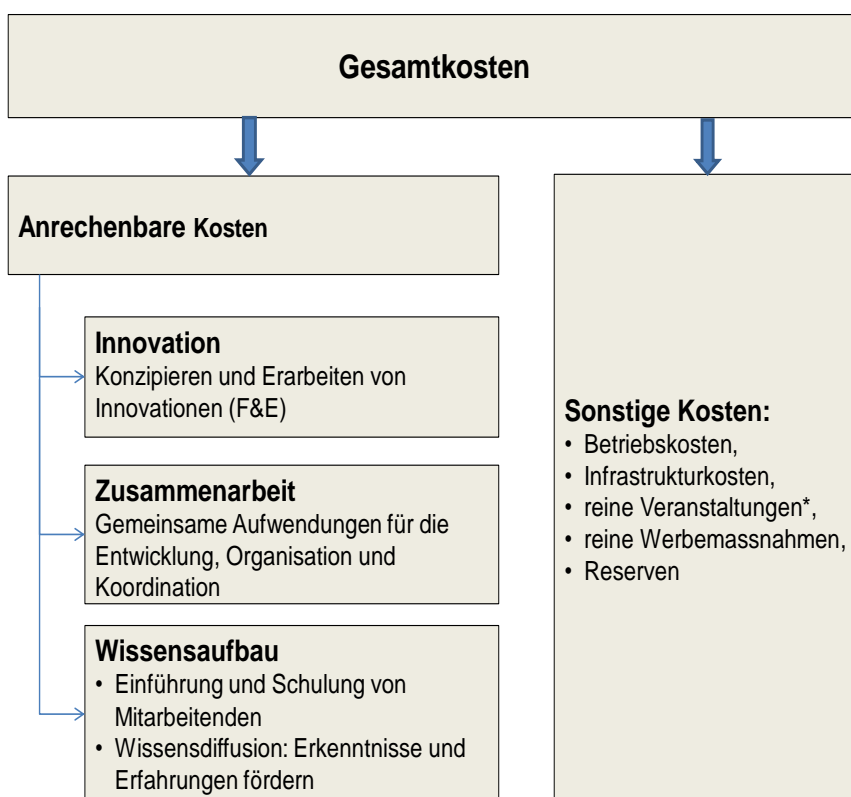 Gesamtkosten
Anrechenbare Kosten
Innovation
Konzipieren und Erarbeiten von
Innovationen (F&E)
Zusammenarbeit
Gemeinsame Aufwendungen für die
Entwicklung, Organisation und
Koordination
Wissensaufbau
• Einführung und Schulung von
Mitarbeitenden
• Wissensdiffusion: Erkenntnisse und
Erfahrungen fördern
Sonstige Kosten:
• Betriebskosten,
• Infrastrukturkosten,
• reine Veranstaltungen*,
• reine Werbemassnahmen,
• Reserven